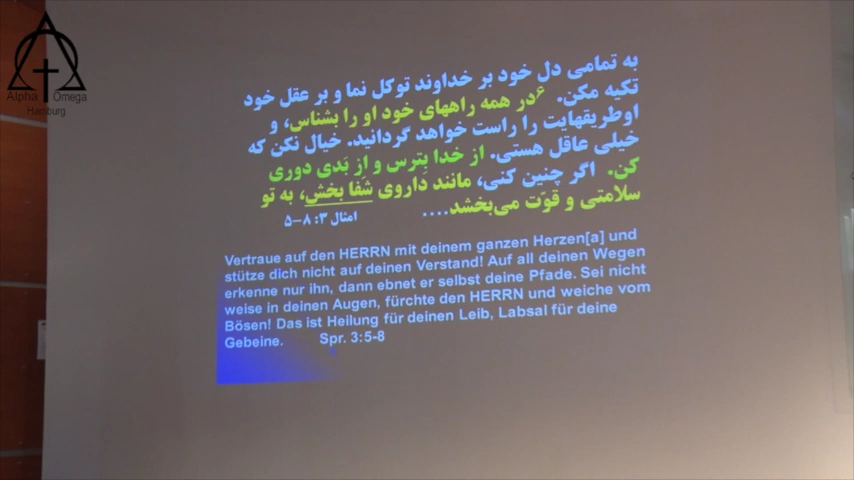 Alpha Omega
Hamburg
به تمامی دل خود بر خداوند توکل نما و بر عقل خود
تکیه مکن. ۶در همه راههای خود او را بشناس، و
اوطریقهایت را راست خواهد گردانید. خیال نکن که
خیلی عاقل هستی. از خدا بِترس و از بَدی دوری
کن. اگر چنین کنی، مانند داروی شفا بخش، به تو
سلامتی و قوّت می‌بخشد....
امثال ۳: ۸–۵
Vertraue auf den HERRN mit deinem ganzen Herzen[a] und
stütze dich nicht auf deinen Verstand! Auf all deinen Wegen
erkenne nur ihn, dann ebnet er selbst deine Pfade. Sei nicht
weise in deinen Augen, fürchte den HERRN und weiche vom
Bösen! Das ist Heilung für deinen Leib, Labsal für deine
Gebeine. Spr. 3:5-8